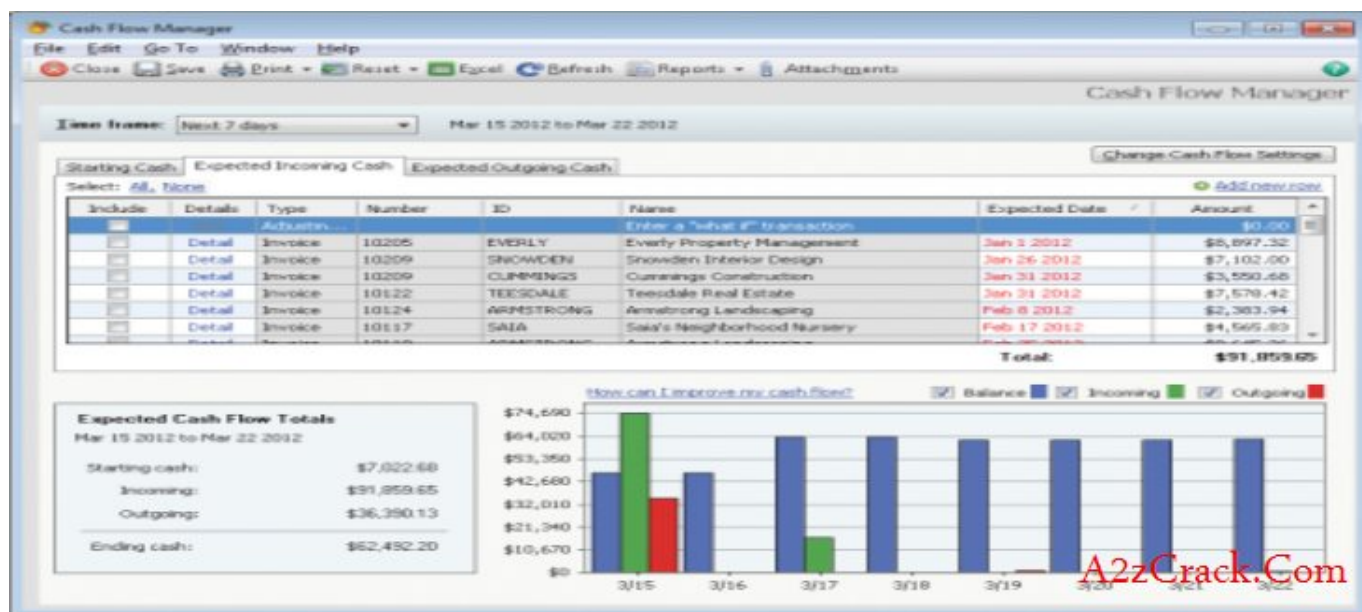 Cash Flow Manager
File Edit Go To Window Help
Close Save Print Reset Excel Refresh Reports Attachments
Cash Flow Manager
Time frame: Next 7 days Mar 15 2012 to Mar 22 2012
Change Cash Flow Settings
Starting Cash Expected Incoming Cash Expected Outgoing Cash
Select: All, None Add new row
Include Details Type Number ID Name Expected Date Amount
Adjustin... Enter a "what if" transaction $0.00
Detail Invoice 10205 EVERLY Everly Property Management Jan 1 2012 $8,897.32
Detail Invoice 10209 SNOWDEN Snowden Interior Design Jan 26 2012 $7,102.00
Detail Invoice 10209 CUMMINGS Cummings Construction Jan 31 2012 $3,550.68
Detail Invoice 10122 TEESDALE Teesdale Real Estate Jan 31 2012 $7,578.42
Detail Invoice 10124 ARMSTRONG Armstrong Landscaping Feb 8 2012 $2,383.94
Detail Invoice 10117 SAIA Saia's Neighborhood Nursery Feb 17 2012 $4,565.83
Total: $91,859.65
How can I improve my cash flow? Balance Incoming Outgoing
Expected Cash Flow Totals
Mar 15 2012 to Mar 22 2012
Starting cash: $7,022.68
Incoming: $91,859.65
Outgoing: $36,390.13
Ending cash: $62,492.20
$74,690
$64,020
$53,350
$42,680
$32,010
$21,340
$10,670
$0
3/15 3/16 3/17 3/18 3/19 3/20 3/21 3/22
A2zCrack.Com